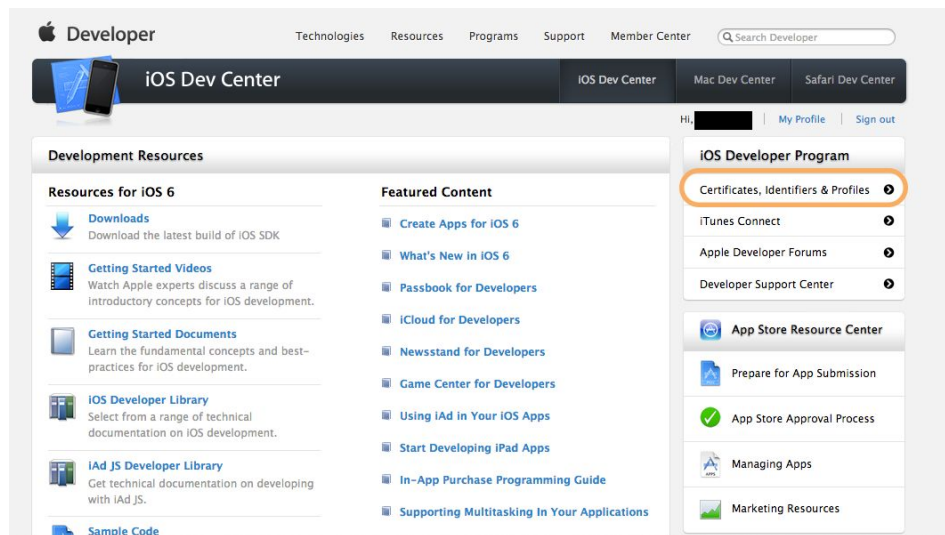 Developer
Technologies Resources Programs Support Member Center Search Developer
iOS Dev Center
iOS Dev Center Mac Dev Center Safari Dev Center
Hi, My Profile Sign out
Development Resources
Resources for iOS 6
Downloads
Download the latest build of iOS SDK
Getting Started Videos
Watch Apple experts discuss a range of
introductory concepts for iOS development.
Getting Started Documents
Learn the fundamental concepts and best-
practices for iOS development.
iOS Developer Library
Select from a range of technical
documentation on iOS development.
iAd JS Developer Library
Get technical documentation on developing
with iAd JS.
Sample Code
Featured Content
Create Apps for iOS 6
What's New in iOS 6
Passbook for Developers
iCloud for Developers
Newsstand for Developers
Game Center for Developers
Using iAd in Your iOS Apps
Start Developing iPad Apps
In-App Purchase Programming Guide
Supporting Multitasking In Your Applications
iOS Developer Program
Certificates, Identifiers & Profiles
iTunes Connect
Apple Developer Forums
Developer Support Center
App Store Resource Center
Prepare for App Submission
App Store Approval Process
Managing Apps
APPS
Marketing Resources